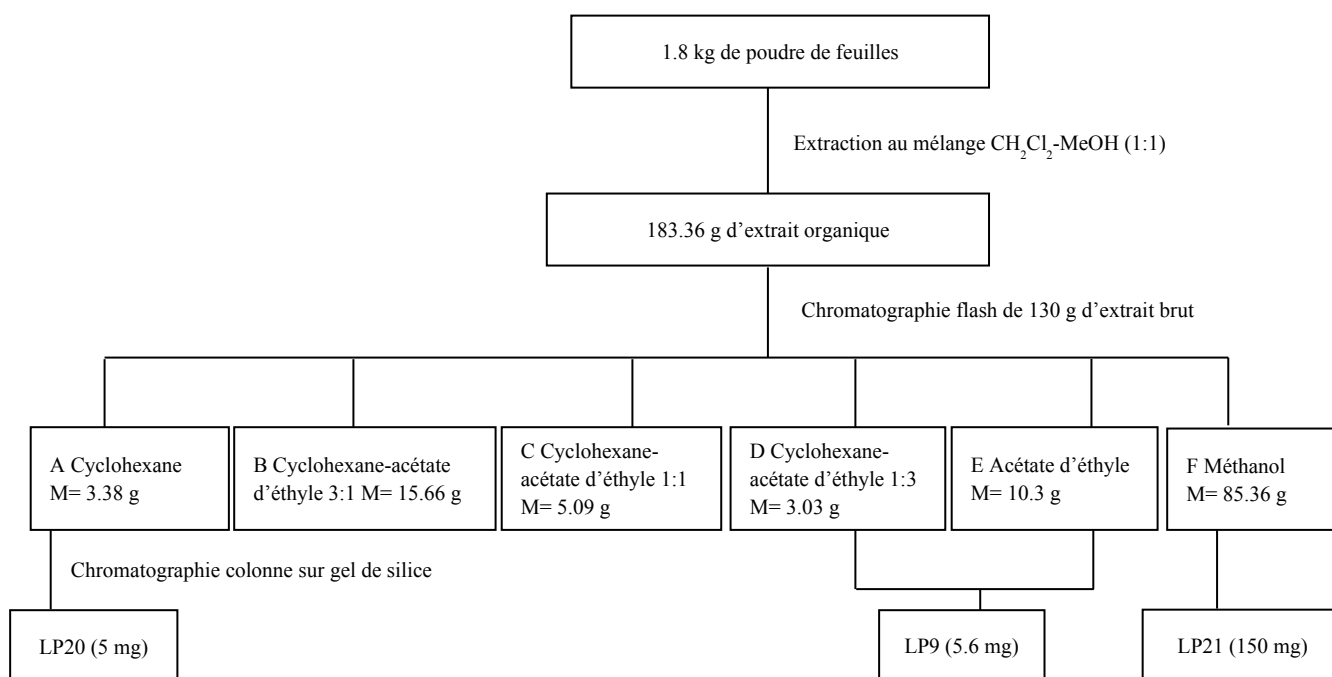 1.8 kg de poudre de feuilles
Extraction au mélange CH₂Cl₂-MeOH (1:1)
183.36 g d’extrait organique
Chromatographie flash de 130 g d’extrait brut
A Cyclohexane
M= 3.38 g
B Cyclohexane-acétate
d’éthyle 3:1 M= 15.66 g
C Cyclohexane-
acétate d’éthyle 1:1
M= 5.09 g
D Cyclohexane-
acétate d’éthyle 1:3
M= 3.03 g
E Acétate d’éthyle
M= 10.3 g
F Méthanol
M= 85.36 g
Chromatographie colonne sur gel de silice
LP20 (5 mg)
LP9 (5.6 mg)
LP21 (150 mg)